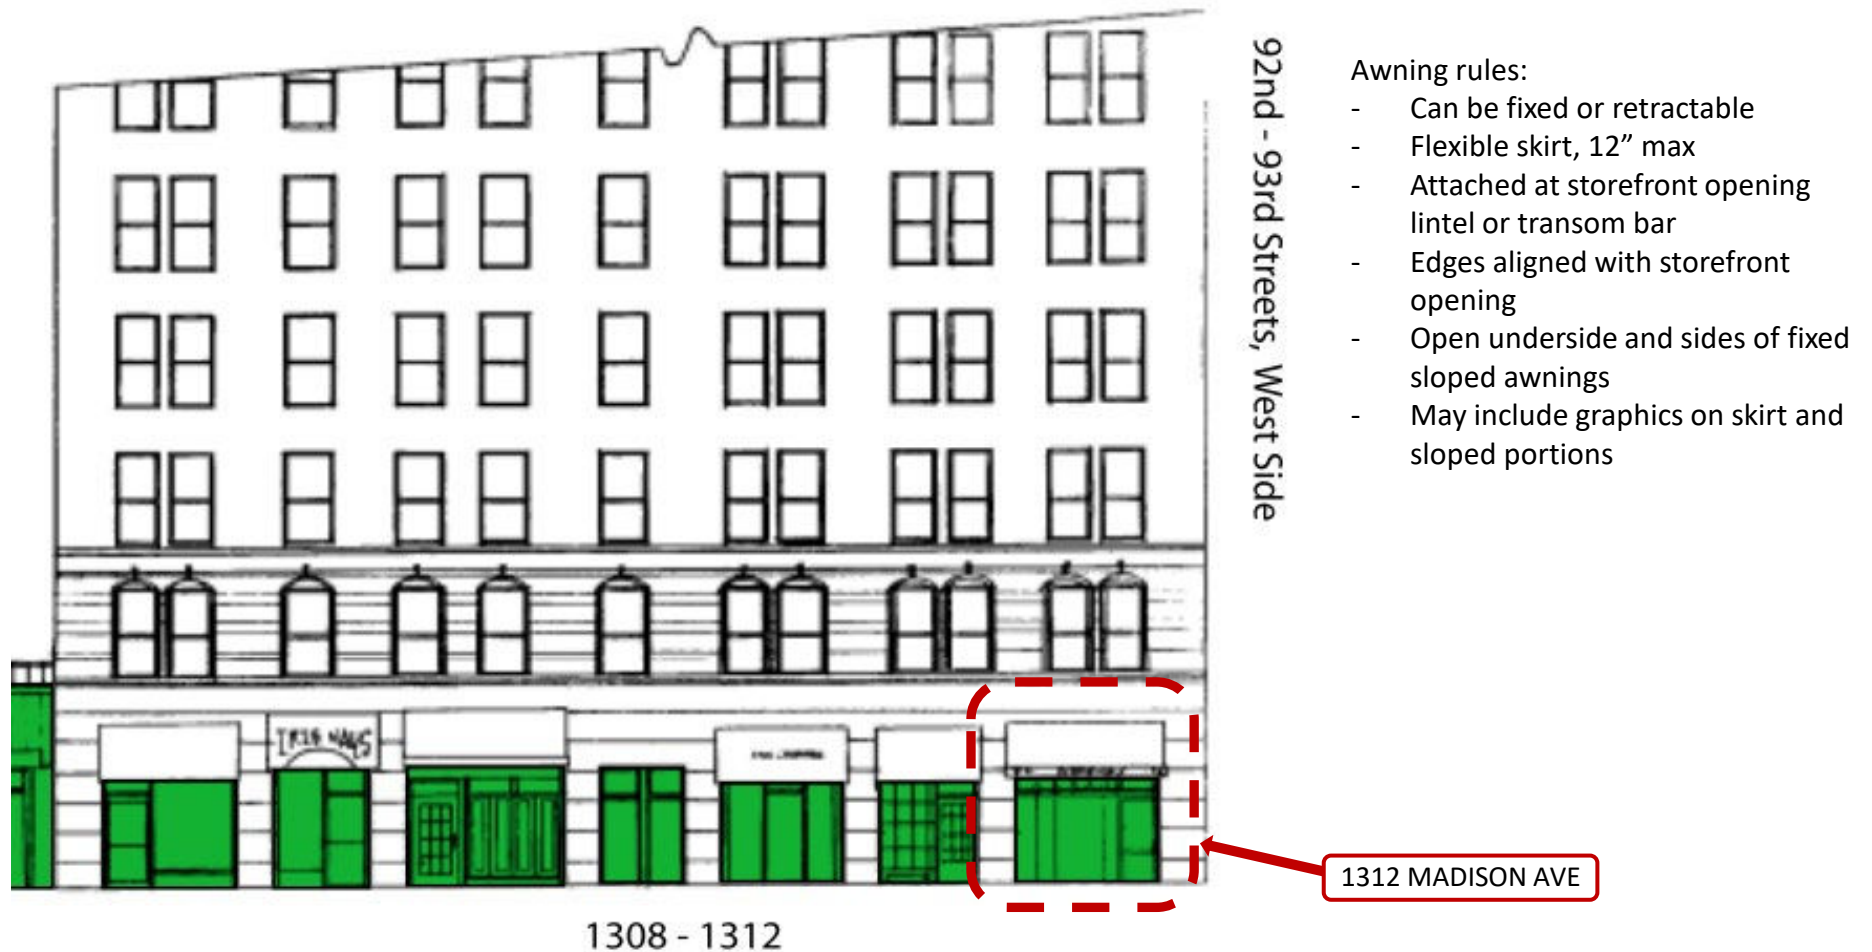 92nd - 93rd Streets, West Side
Awning rules:
- Can be fixed or retractable
- Flexible skirt, 12” max
- Attached at storefront opening
lintel or transom bar
- Edges aligned with storefront
opening
- Open underside and sides of fixed
sloped awnings
- May include graphics on skirt and
sloped portions
1312 MADISON AVE
1308 - 1312